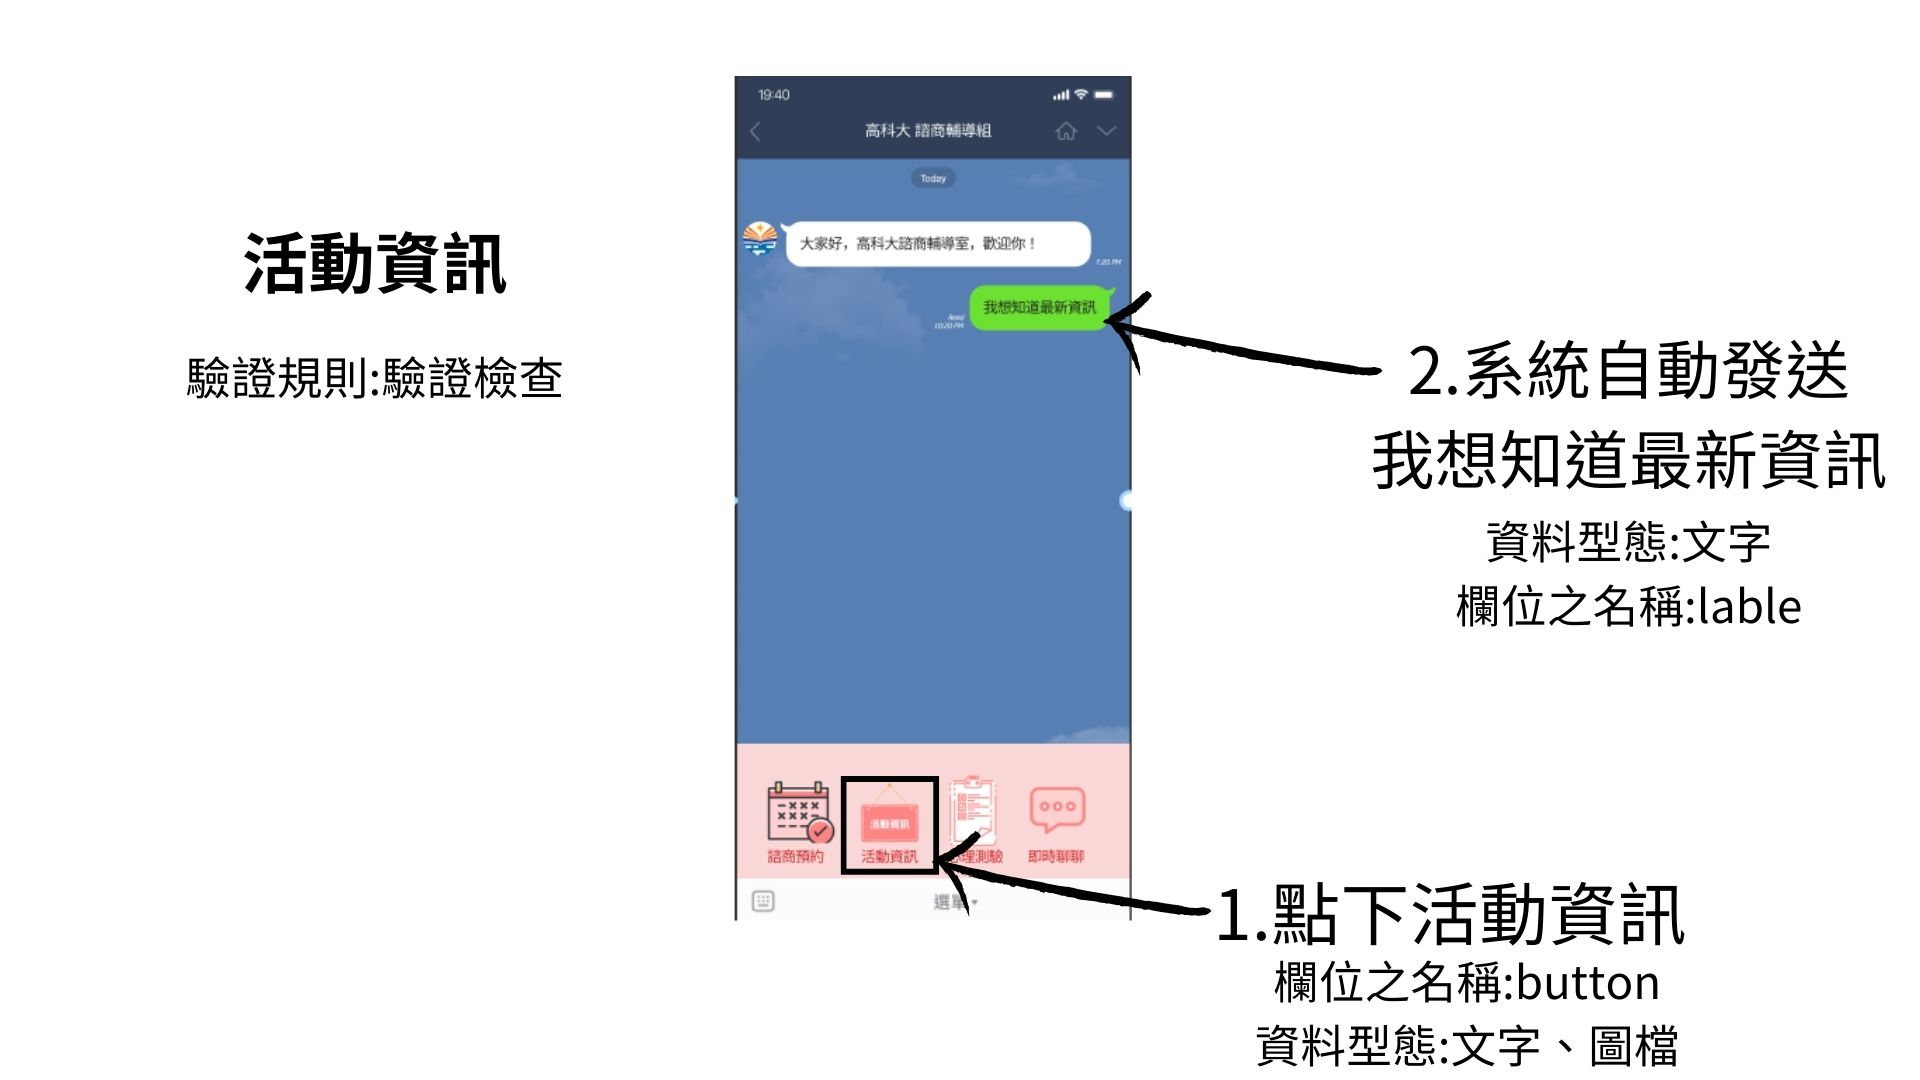 活動資訊
驗證規則:驗證檢查
19:40
高科大 諮商輔導組
Today
大家好，高科大諮商輔導室，歡迎你！
7:20 PM
我想知道最新資訊
Read
10:20 PM
2.系統自動發送
我想知道最新資訊
資料型態:文字
欄位之名稱:lable
活動資訊
諮商預約
活動資訊
理測驗
即時聊聊
選單
1.點下活動資訊
欄位之名稱:button
資料型態:文字、圖檔